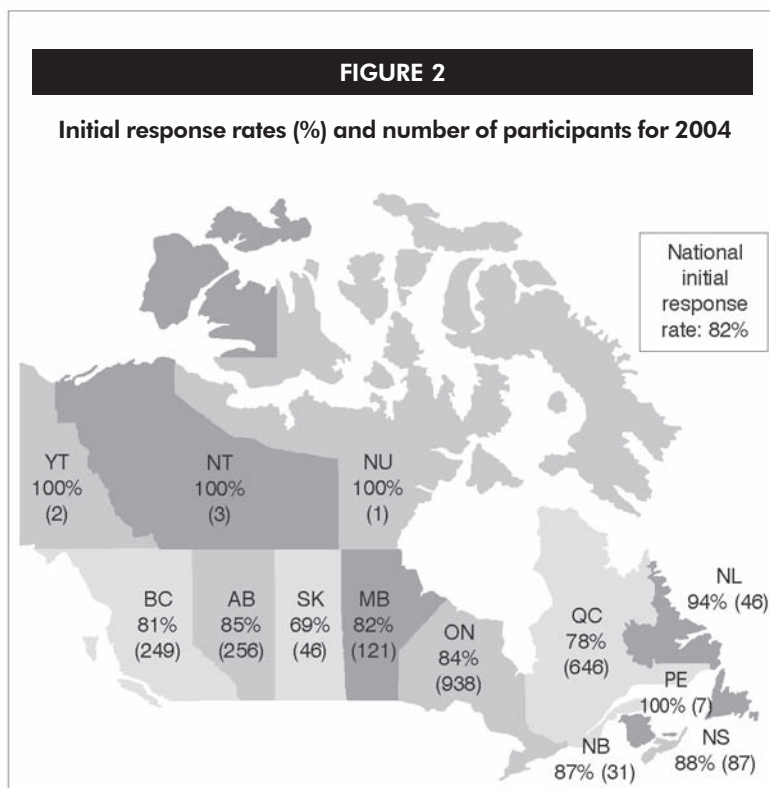 FIGURE 2
Initial response rates (%) and number of participants for 2004
National
initial
response
rate: 82%
YT
100%
(2)
NT
100%
(3)
NU
100%
(1)
BC
81%
(249)
AB
85%
(256)
SK
69%
(46)
MB
82%
(121)
ON
84%
(938)
QC
78%
(646)
NL
94% (46)
PE
100% (7)
NB
87% (31)
NS
88% (87)